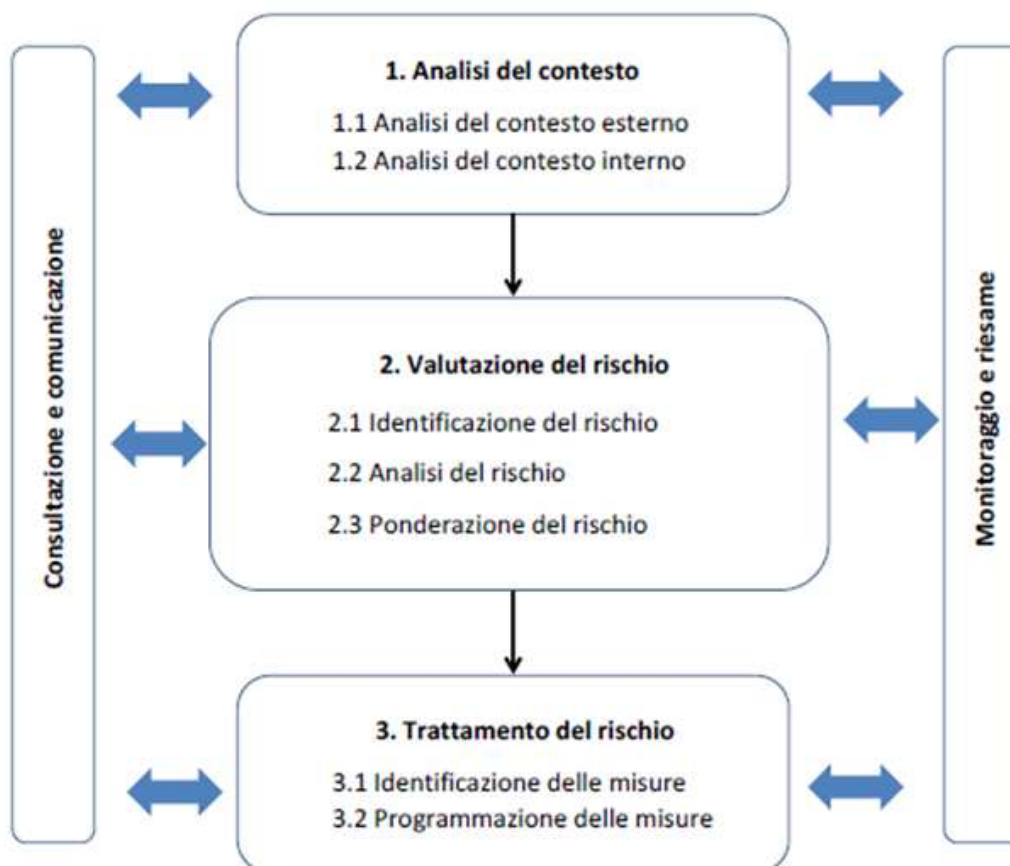 Consultazione e comunicazione
1. Analisi del contesto
1.1 Analisi del contesto esterno
1.2 Analisi del contesto interno
2. Valutazione del rischio
2.1 Identificazione del rischio
2.2 Analisi del rischio
2.3 Ponderazione del rischio
3. Trattamento del rischio
3.1 Identificazione delle misure
3.2 Programmazione delle misure
Monitoraggio e riesame